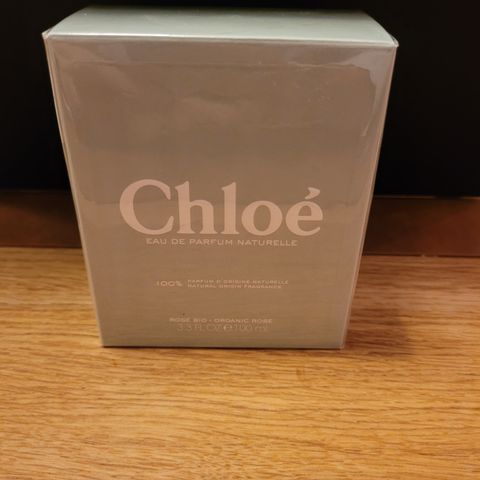 Chloé
EAU DE PARFUM NATURELLE
100% PARFUM D'ORIGINE NATURELLE
NATURAL ORIGIN FRAGRANCE
ROSE BIO - ORGANIC ROSE
3.3 FL.OZ ℮ 100 ml